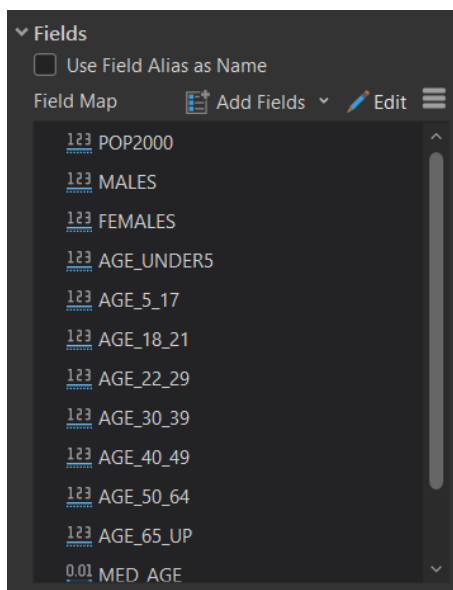 Fields
Use Field Alias as Name
Field Map Add Fields Edit
123 POP2000
123 MALES
123 FEMALES
123 AGE_UNDER5
123 AGE_5_17
123 AGE_18_21
123 AGE_22_29
123 AGE_30_39
123 AGE_40_49
123 AGE_50_64
123 AGE_65_UP
0.01 MED_AGE